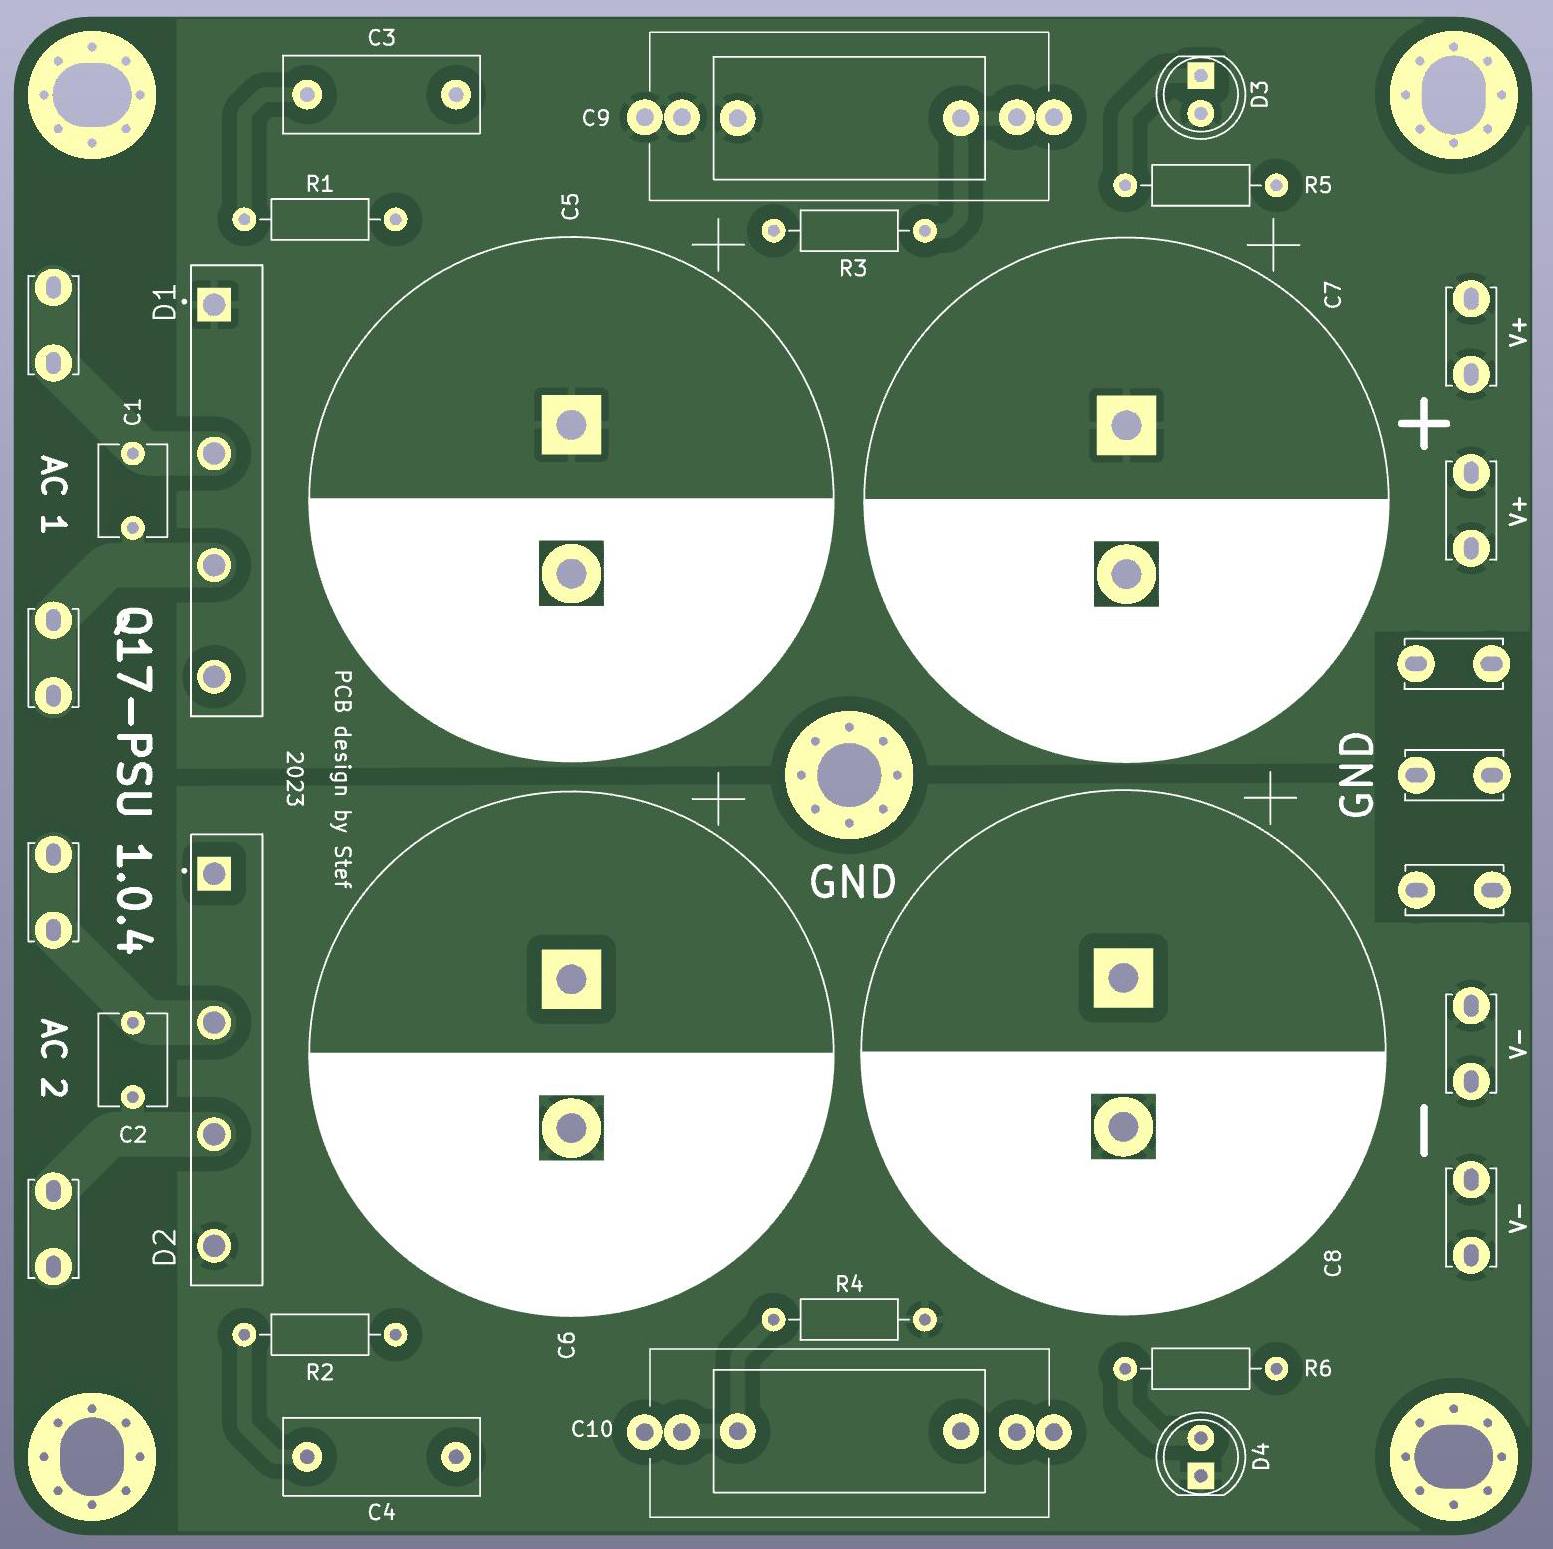 C3
C9
D3
R1
R5
C5
R3
D1
C7
V+
C1
+
AC 1
V+
Q17-PSU 1.0.4
PCB design by Stef
2023
GND
GND
AC 2
V-
C2
-
D2
V-
C8
R4
C6
R2
R6
C10
D4
C4